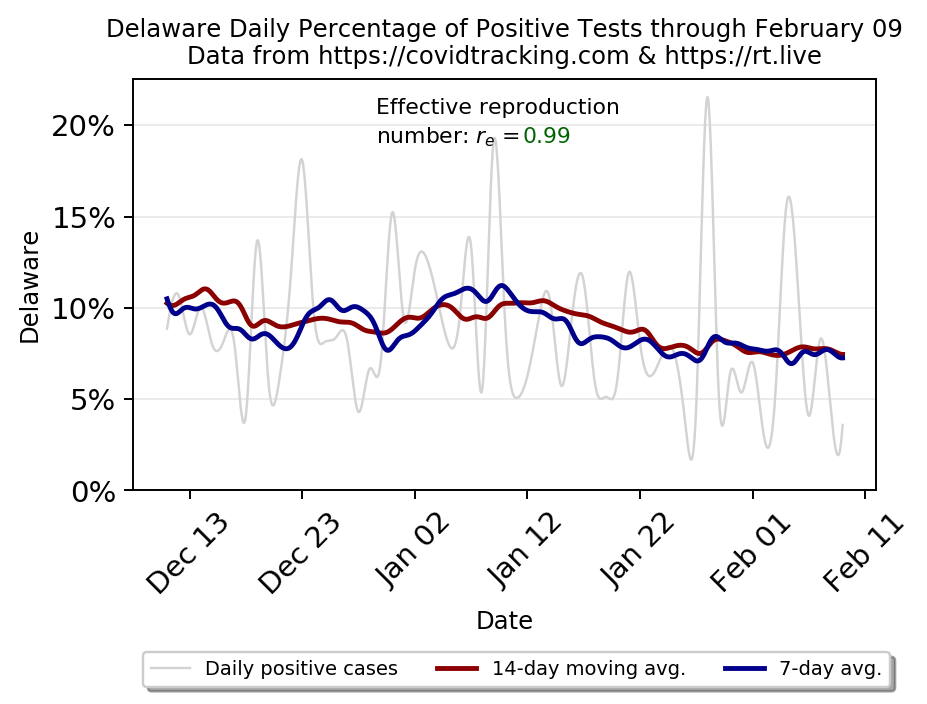 Delaware Daily Percentage of Positive Tests through February 09
Data from https://covidtracking.com & https://rt.live
Effective reproduction
number: rₑ =0.99
20%
15%
10%
5%
0%
Delaware
Dec 13
Dec 23
Jan 02
Jan 12
Jan 22
Feb 01
Feb 11
Date
Daily positive cases
14-day moving avg.
7-day avg.